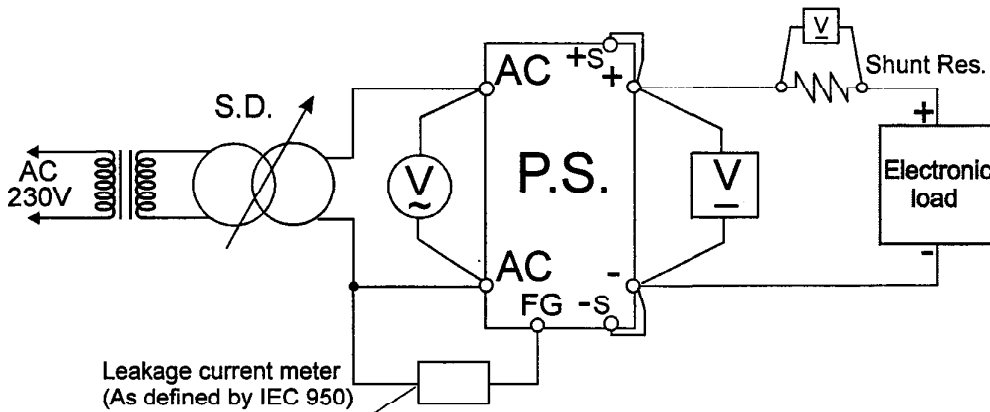 S.D.
AC
230V
AC
+S
+
V
~
P.S.
V
AC
FG
-S
-
V
Shunt Res.
+
Electronic
load
-
Leakage current meter
(As defined by IEC 950)